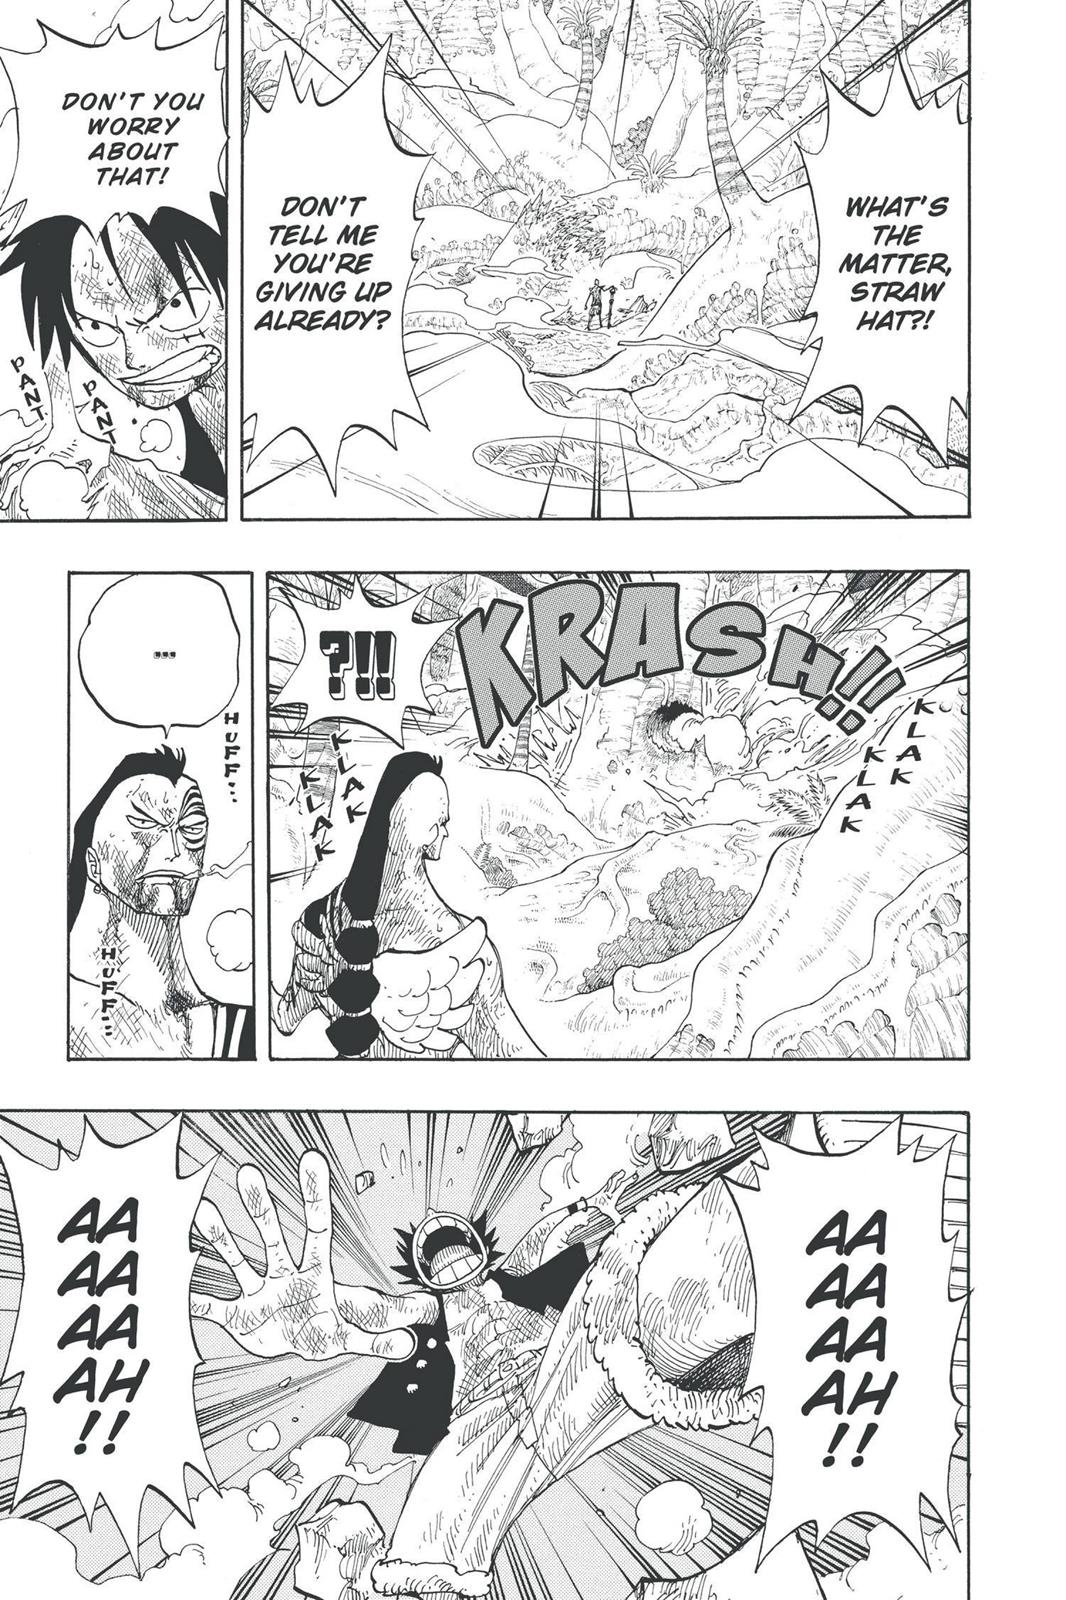 WHAT'S
THE
MATTER,
STRAW
HAT?!
DON'T
TELL ME
YOU'RE
GIVING UP
ALREADY?
DON'T YOU
WORRY
ABOUT
THAT!
PANT
PANT
KRASH!!
KLAK
KLAK
?!!
KLAK
KLAK
....
HUFF...
HUFF...
AA
AA
AA
AH
!!
AA
AA
AA
AH
!!